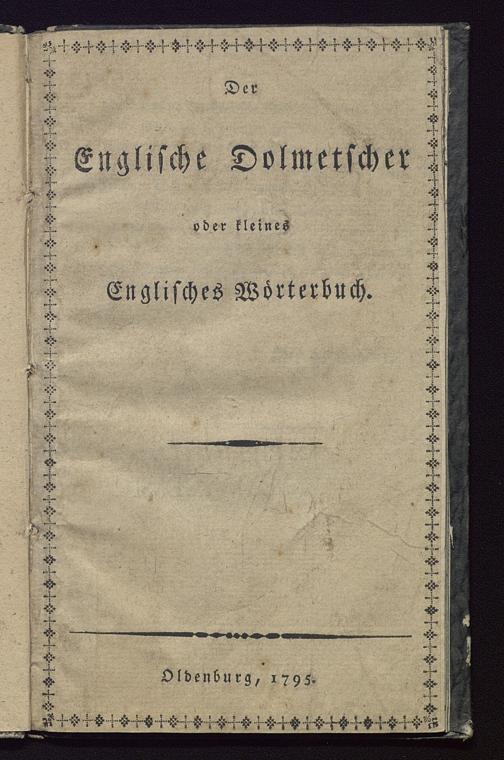 Der
Englische Dolmetscher
oder kleines
Englisches Wörterbuch.
Oldenburg, 1795.